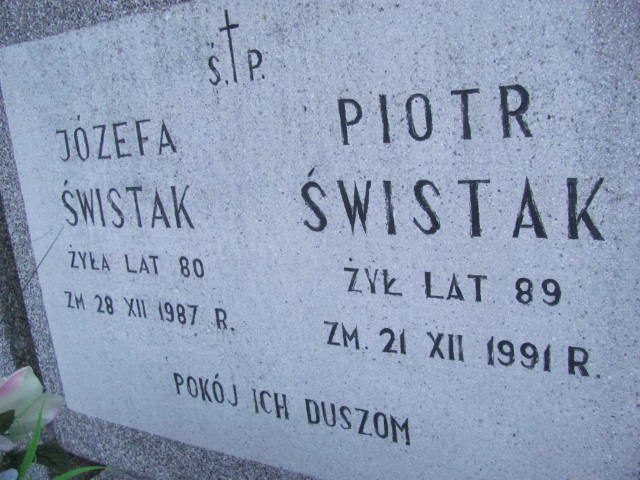 Ś. P.
JÓZEFA
ŚWISTAK
ŻYŁA LAT 80
ZM 28 XII 1987 R.
PIOTR
ŚWISTAK
ŻYŁ LAT 89
ZM. 21 XII 1991 R.
POKÓJ ICH DUSZOM